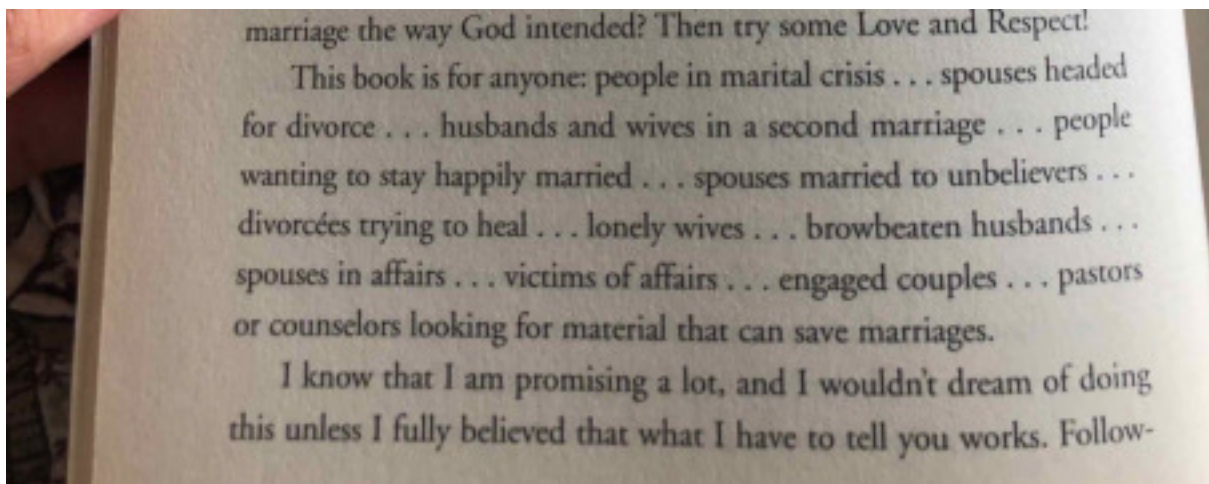 marriage the way God intended? Then try some Love and Respect!
This book is for anyone: people in marital crisis . . . spouses headed
for divorce . . . husbands and wives in a second marriage . . . people
wanting to stay happily married . . . spouses married to unbelievers . . .
divorcées trying to heal . . . lonely wives . . . browbeaten husbands . . .
spouses in affairs . . . victims of affairs . . . engaged couples . . . pastors
or counselors looking for material that can save marriages.
I know that I am promising a lot, and I wouldn't dream of doing
this unless I fully believed that what I have to tell you works. Follow-